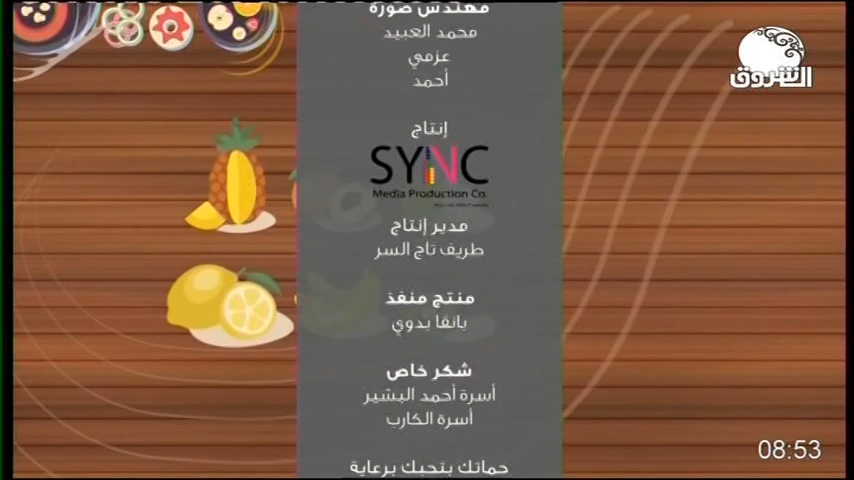 مهندس صورة
محمد العبيد
عزمي
أحمد
إنتاج
SYNC
Media Production Co.
مدير إنتاج
طريف تاج السر
منتج منفذ
بانقا بدوي
شكر خاص
أسرة أحمد البشير
أسرة الكارب
حماتك بتحبك برعاية
الشروق
08:53